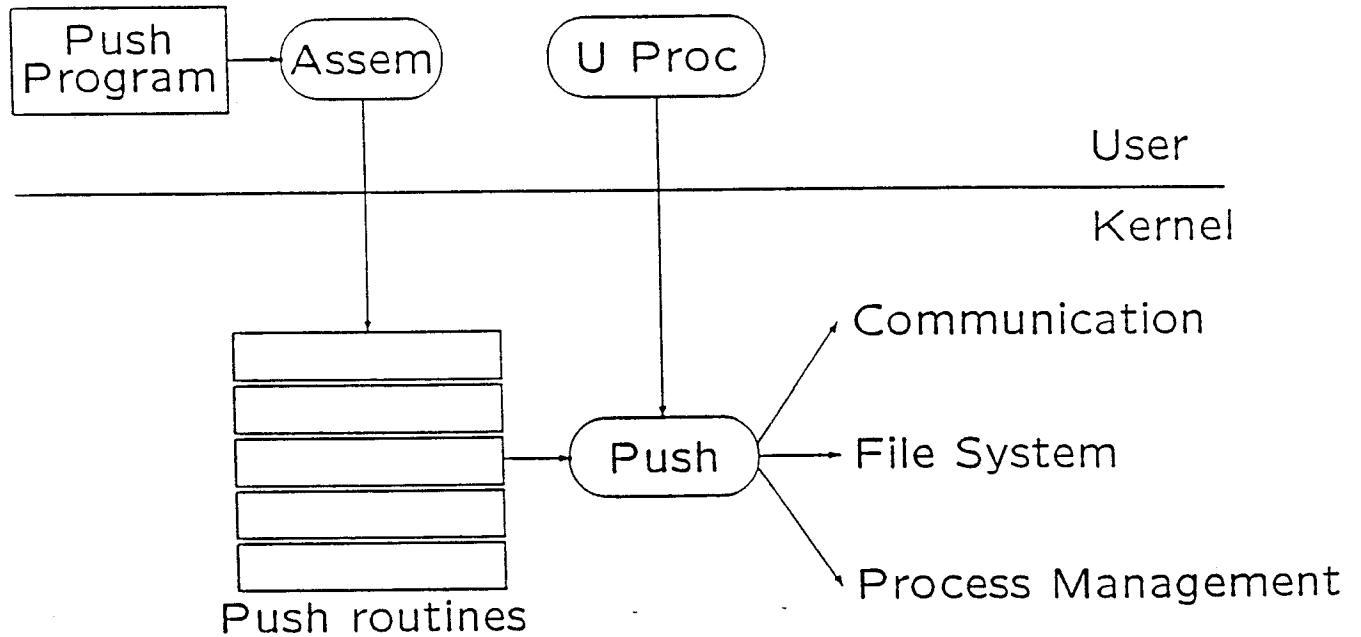 Push
Program
Assem
U Proc
User
Kernel
Communication
Push
File System
Process Management
Push routines